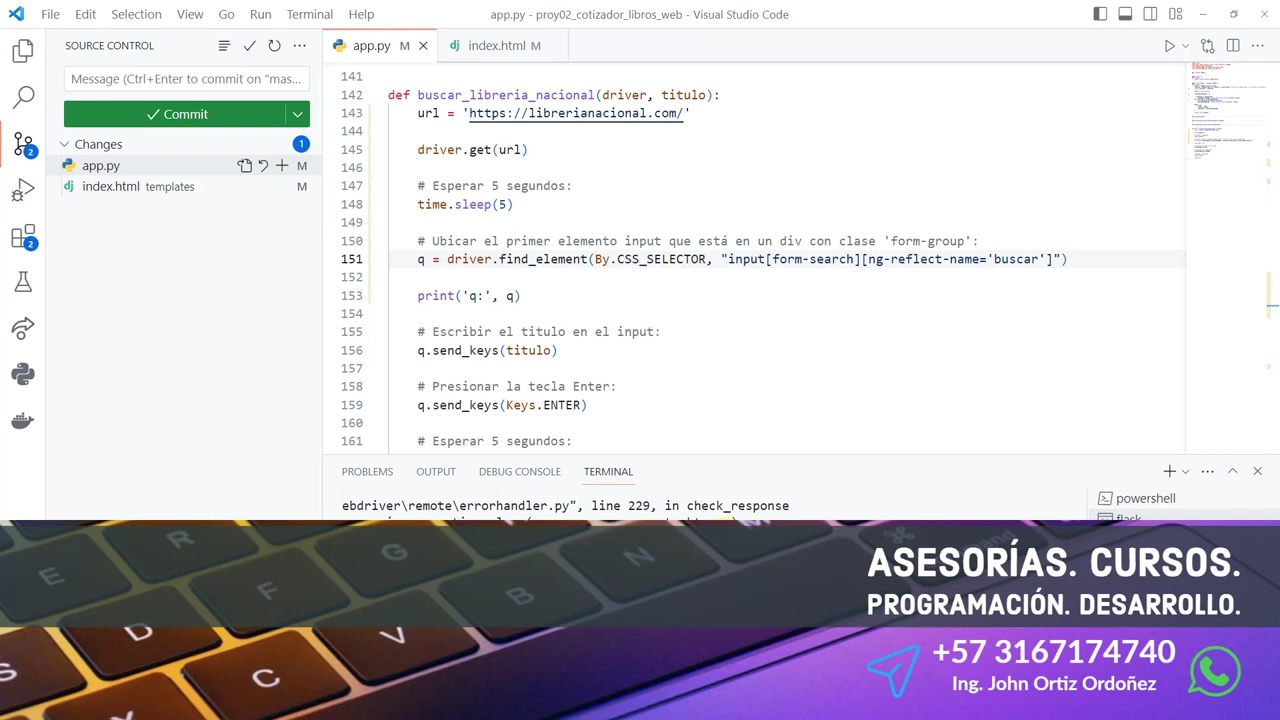 File Edit Selection View Go Run Terminal Help
app.py - proy02_cotizador_libros_web - Visual Studio Code
SOURCE CONTROL
app.py M
index.html M
Message (Ctrl+Enter to commit on "mas...
Commit
Changes 1
app.py M
index.html templates M
2
2
141
142 def buscar_libreria_nacional(driver, titulo):
143 url = 'https://librerianacional.com/'
144
145 driver.get(url)
146
147 # Esperar 5 segundos:
148 time.sleep(5)
149
150 # Ubicar el primer elemento input que está en un div con clase 'form-group':
151 q = driver.find_element(By.CSS_SELECTOR, "input[form-search][ng-reflect-name='buscar']")
152
153 print('q:', q)
154
155 # Escribir el titulo en el input:
156 q.send_keys(titulo)
157
158 # Presionar la tecla Enter:
159 q.send_keys(Keys.ENTER)
160
161 # Esperar 5 segundos:
PROBLEMS OUTPUT DEBUG CONSOLE TERMINAL
ebdriver\remote\errorhandler.py", line 229, in check_response
powershell
flask
ASESORÍAS. CURSOS.
PROGRAMACIÓN. DESARROLLO.
+57 3167174740
Ing. John Ortiz Ordoñez